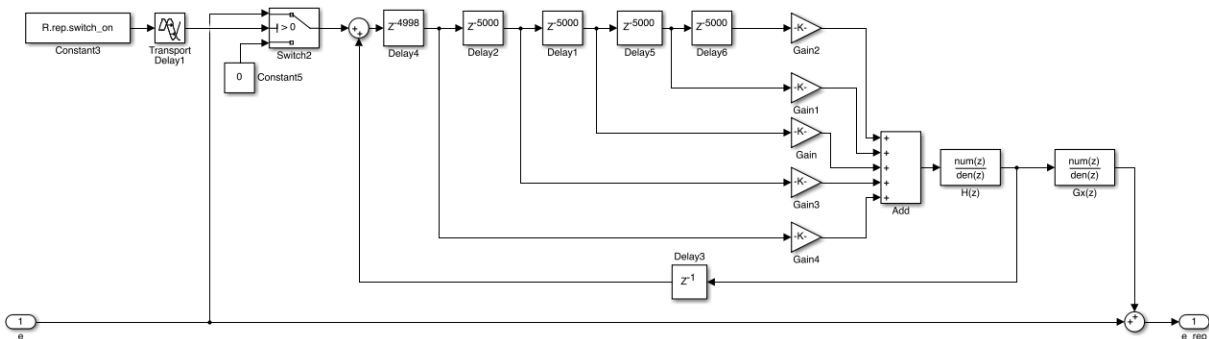 R.rep.switch_on
Constant3
Transport
Delay1
> 0
Switch2
0
Constant5
+
+
Z-4998
Delay4
Z-5000
Delay2
Z-5000
Delay1
Z-5000
Delay5
Z-5000
Delay6
-K-
Gain2
-K-
Gain1
-K-
Gain
-K-
Gain3
-K-
Gain4
+
+
+
+
+
Add
num(z)
den(z)
H(z)
num(z)
den(z)
Gx(z)
Delay3
Z-1
1
e
+
+
1
e_rep